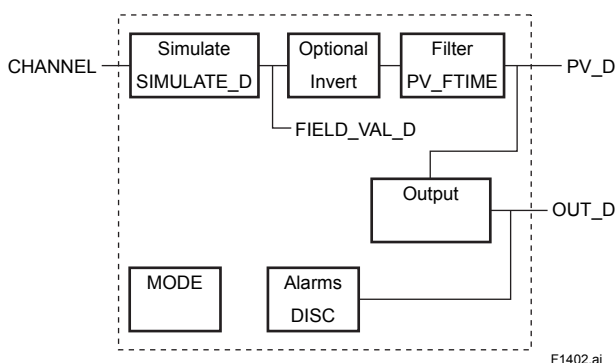 Simulate
SIMULATE_D
Optional
Invert
Filter
PV_FTIME
CHANNEL
PV_D
FIELD_VAL_D
Output
OUT_D
MODE
Alarms
DISC
F1402.ai